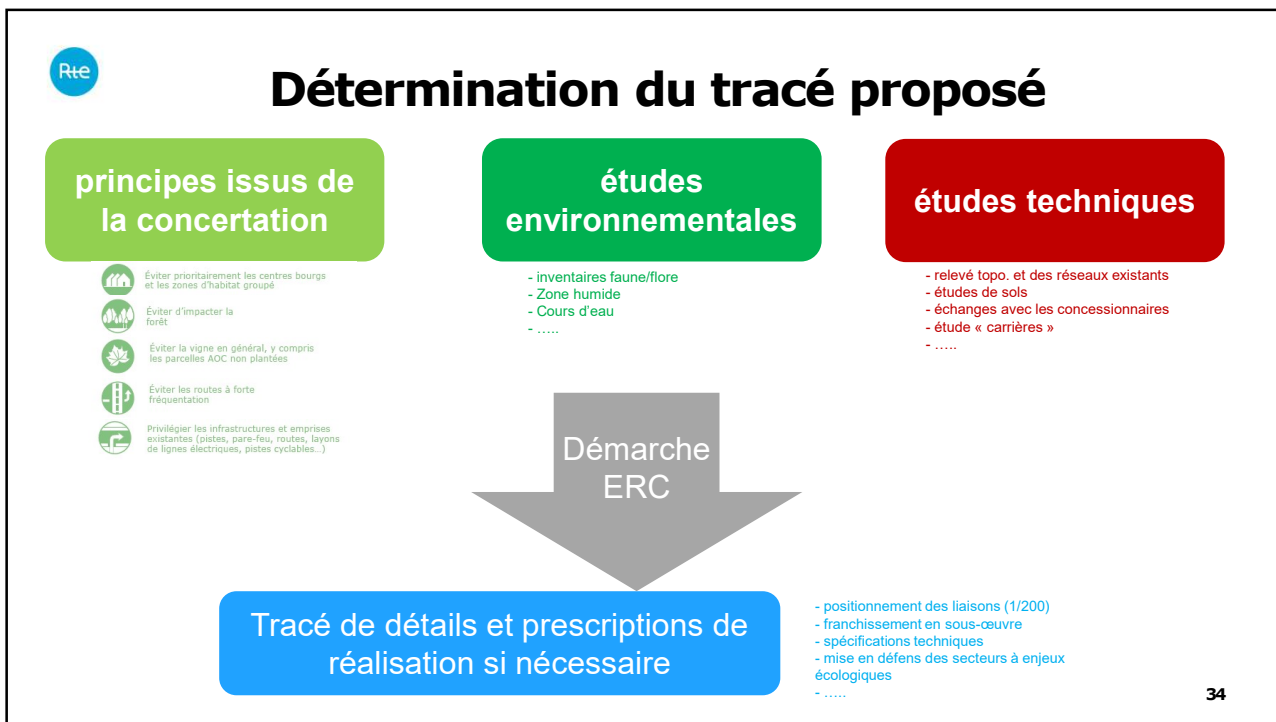 Rte
Détermination du tracé proposé
principes issus de
la concertation
Éviter prioritairement les centres bourgs
et les zones d'habitat groupé
Éviter d'impacter la
forêt
Éviter la vigne en général, y compris
les parcelles AOC non plantées
Éviter les routes à forte
fréquentation
Privilégier les infrastructures et emprises
existantes (pistes, pare-feu, routes, layons
de lignes électriques, pistes cyclables...)
études
environnementales
- inventaires faune/flore
- Zone humide
- Cours d'eau
- .....
études techniques
- relevé topo. et des réseaux existants
- études de sols
- échanges avec les concessionnaires
- étude « carrières »
- .....
Démarche
ERC
Tracé de détails et prescriptions de
réalisation si nécessaire
- positionnement des liaisons (1/200)
- franchissement en sous-œuvre
- spécifications techniques
- mise en défens des secteurs à enjeux
écologiques
- .....
34